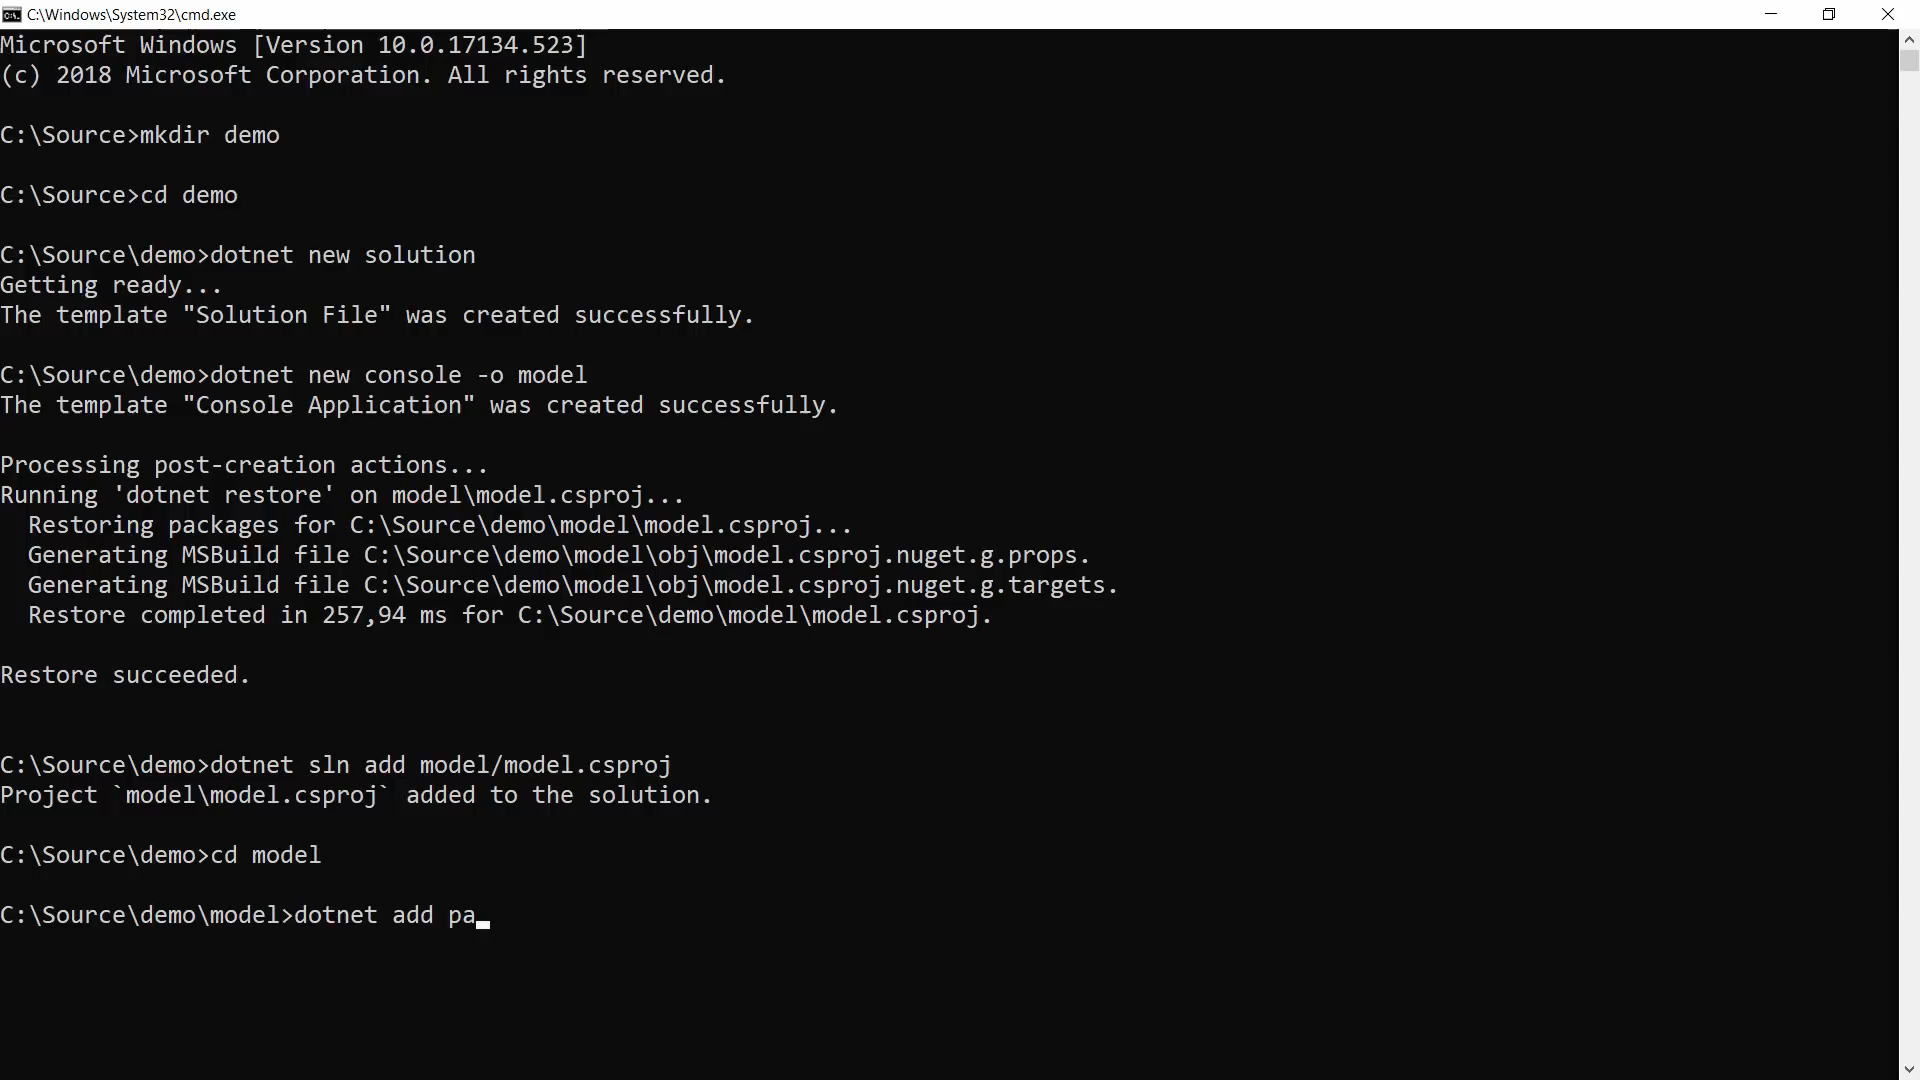 C:\Windows\System32\cmd.exe
Microsoft Windows [Version 10.0.17134.523]
(c) 2018 Microsoft Corporation. All rights reserved.
C:\Source>mkdir demo
C:\Source>cd demo
C:\Source\demo>dotnet new solution
Getting ready...
The template "Solution File" was created successfully.
C:\Source\demo>dotnet new console -o model
The template "Console Application" was created successfully.
Processing post-creation actions...
Running 'dotnet restore' on model\model.csproj...
  Restoring packages for C:\Source\demo\model\model.csproj...
  Generating MSBuild file C:\Source\demo\model\obj\model.csproj.nuget.g.props.
  Generating MSBuild file C:\Source\demo\model\obj\model.csproj.nuget.g.targets.
  Restore completed in 257,94 ms for C:\Source\demo\model\model.csproj.
Restore succeeded.
C:\Source\demo>dotnet sln add model/model.csproj
Project `model\model.csproj` added to the solution.
C:\Source\demo>cd model
C:\Source\demo\model>dotnet add pa